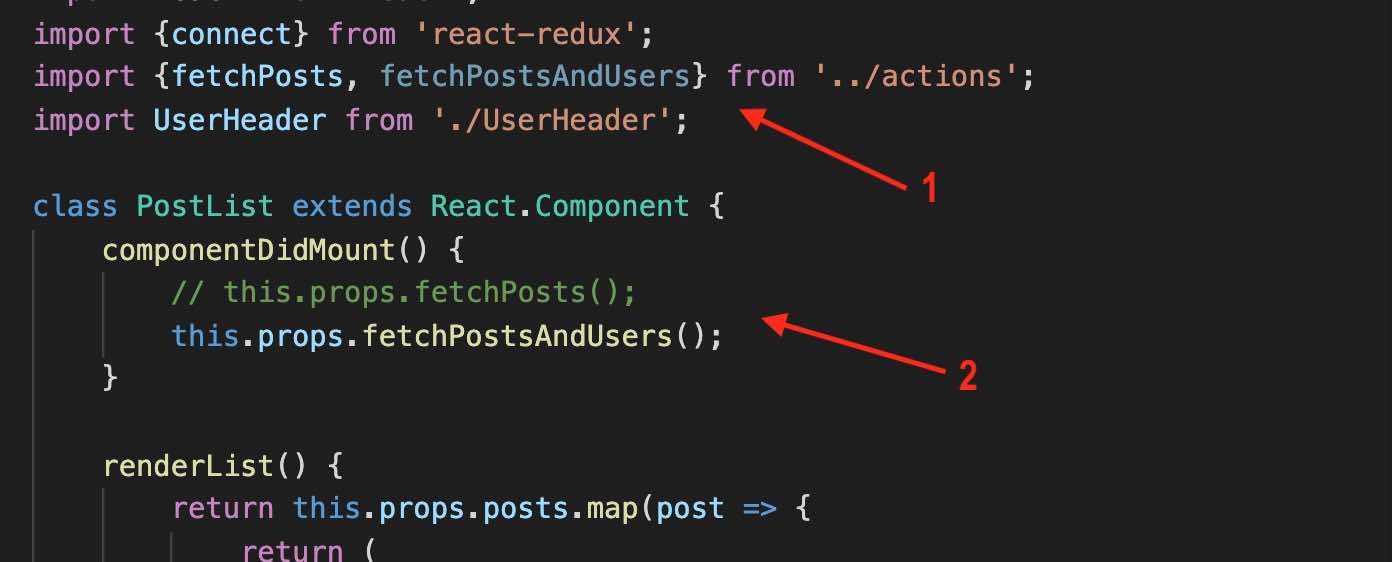 import {connect} from 'react-redux';
import {fetchPosts, fetchPostsAndUsers} from '../actions';
import UserHeader from './UserHeader';
1
class PostList extends React.Component {
componentDidMount() {
// this.props.fetchPosts();
this.props.fetchPostsAndUsers();
2
}
renderList() {
return this.props.posts.map(post => {
return (